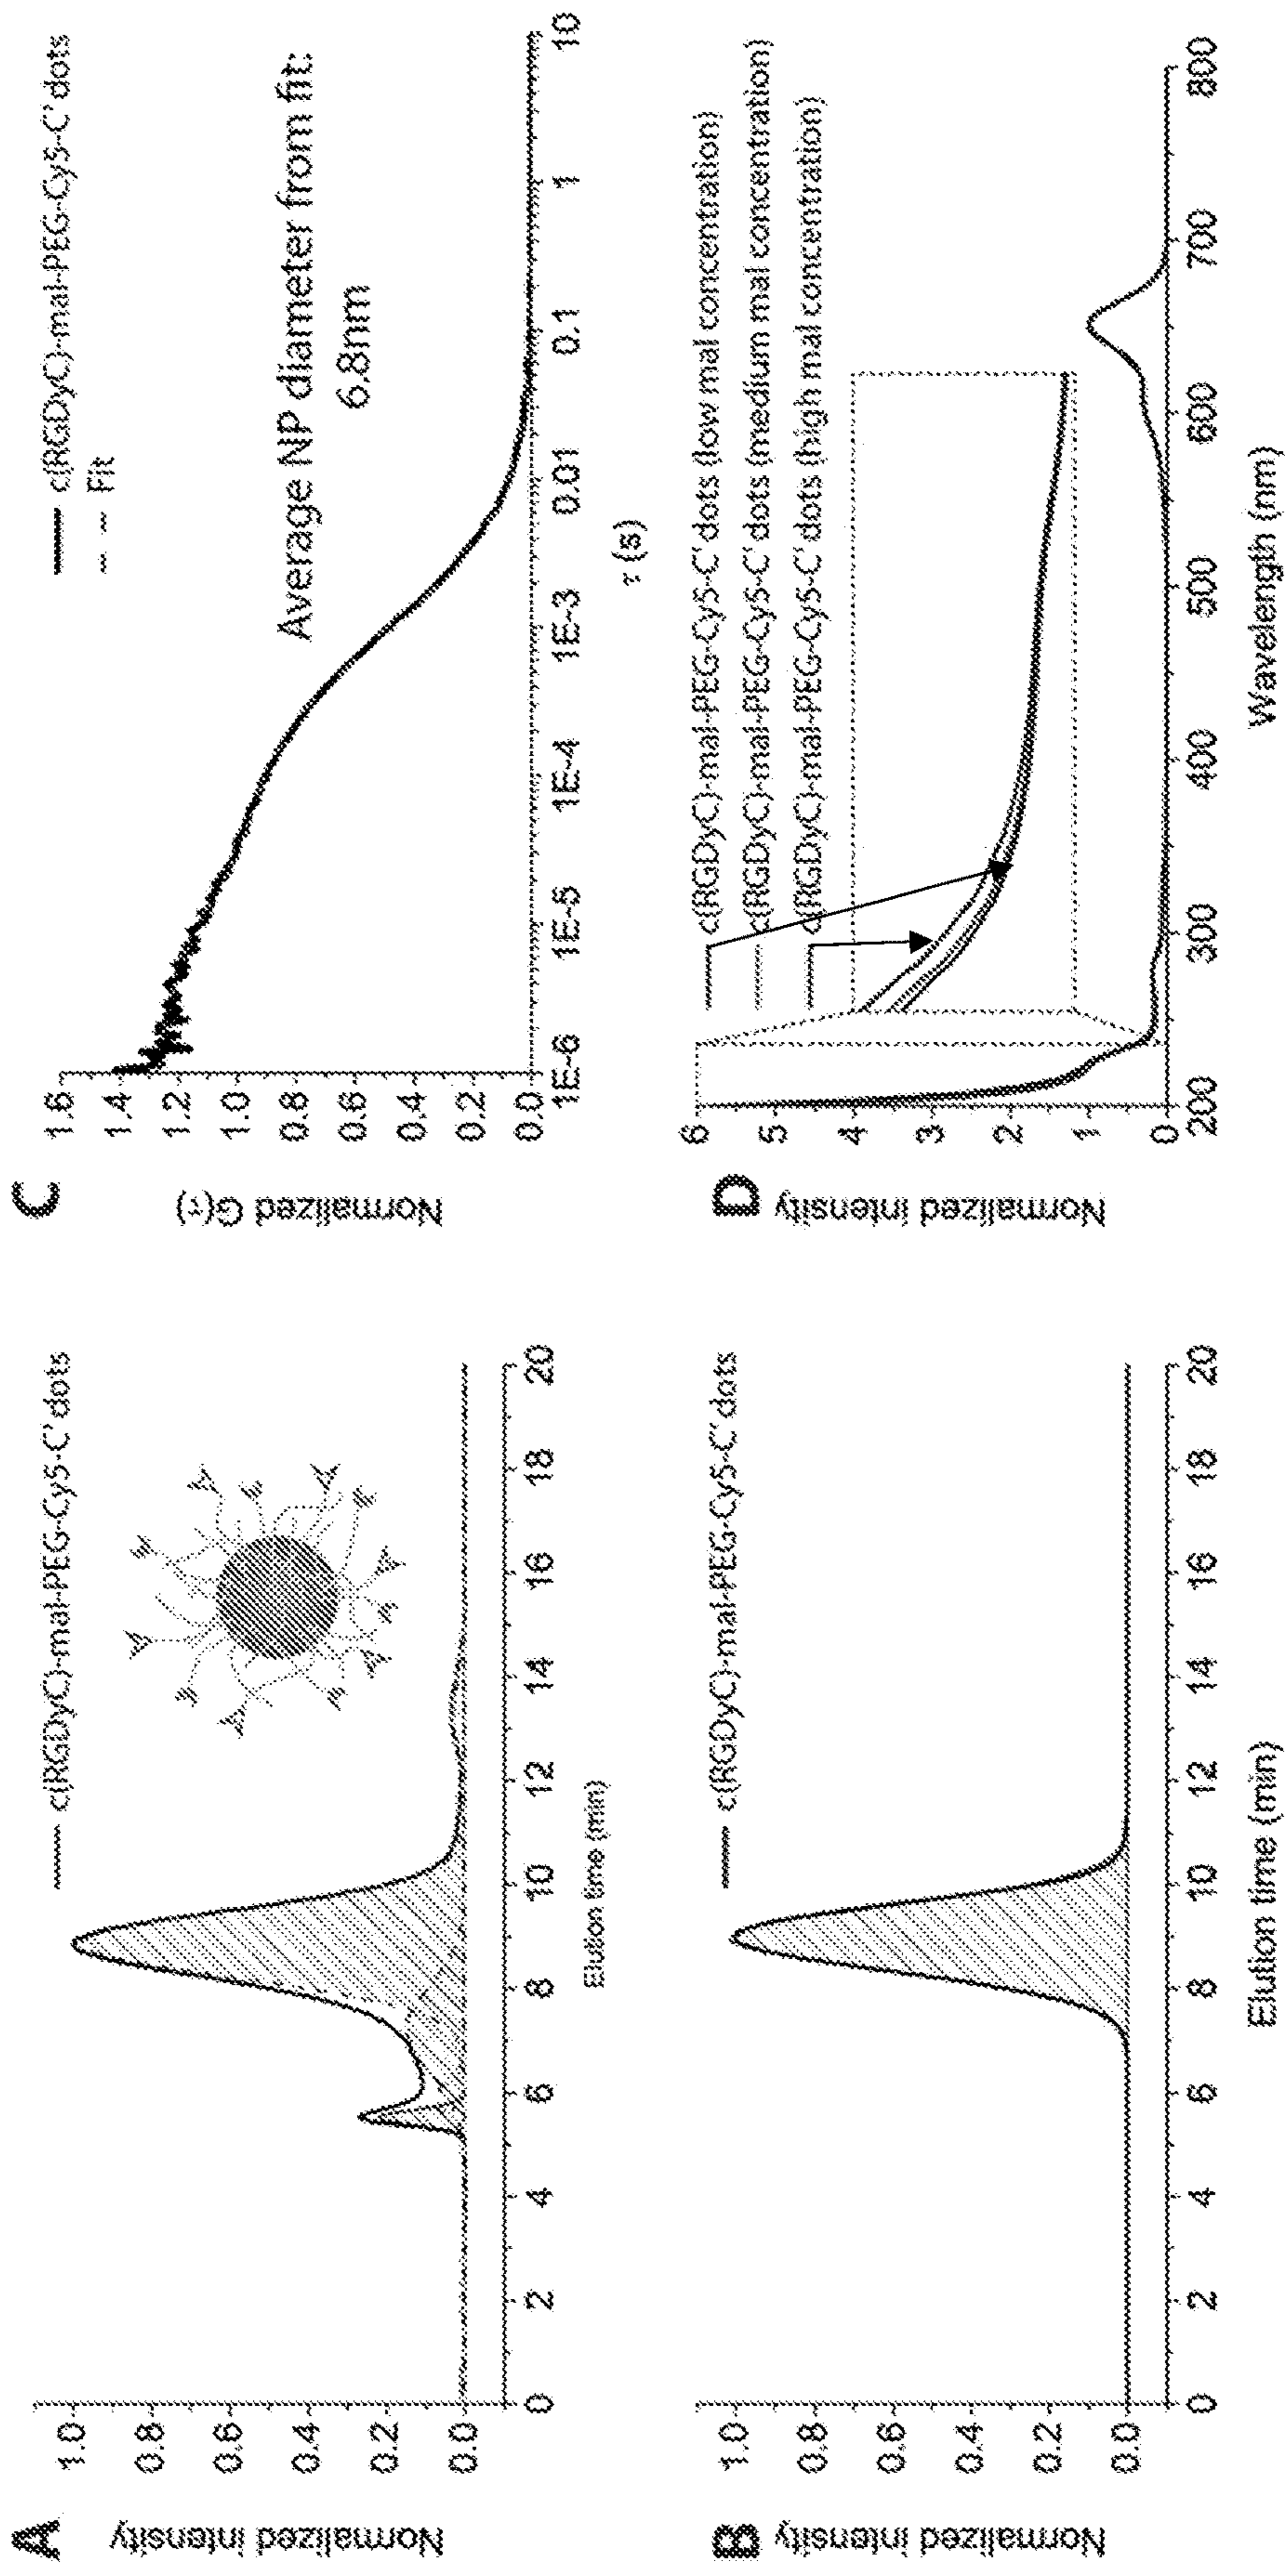 A
Normalized intensity
1.0
0.8
0.6
0.4
0.2
0.0
0 2 4 6 8 10 12 14 16 18 20
Elution time (min)
c(RGDyC)-mal-PEG-Cy5-C' dots
B
Normalized intensity
1.0
0.8
0.6
0.4
0.2
0.0
0 2 4 6 8 10 12 14 16 18 20
Elution time (min)
c(RGDyC)-mal-PEG-Cy5-C' dots
C
Normalized G(τ)
1.6
1.4
1.2
1.0
0.8
0.6
0.4
0.2
0.0
1E-6 1E-5 1E-4 1E-3 0.01 0.1 1 10
τ (s)
c(RGDyC)-mal-PEG-Cy5-C' dots
Fit
Average NP diameter from fit:
6.8nm
D
Normalized intensity
6
5
4
3
2
1
0
200 300 400 500 600 700 800
Wavelength (nm)
c(RGDyC)-mal-PEG-Cy5-C' dots (low mal concentration)
c(RGDyC)-mal-PEG-Cy5-C' dots (medium mal concentration)
c(RGDyC)-mal-PEG-Cy5-C' dots (high mal concentration)